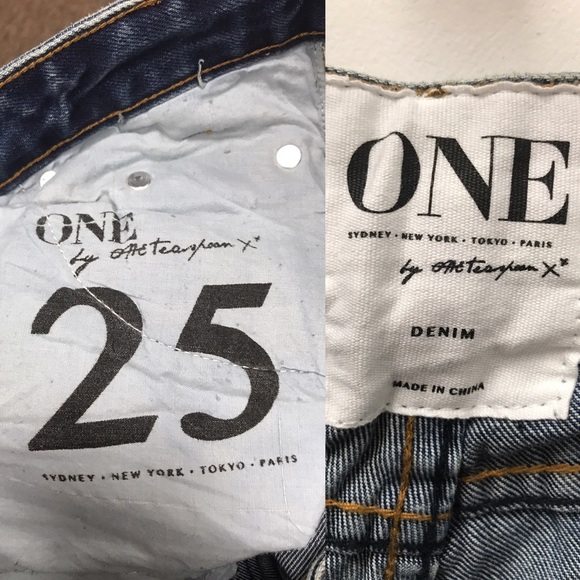 ONE
by ONEteaspoon X*
25
SYDNEY · NEW YORK · TOKYO · PARIS
ONE
SYDNEY · NEW YORK · TOKYO · PARIS
by ONEteaspoon X*
DENIM
MADE IN CHINA